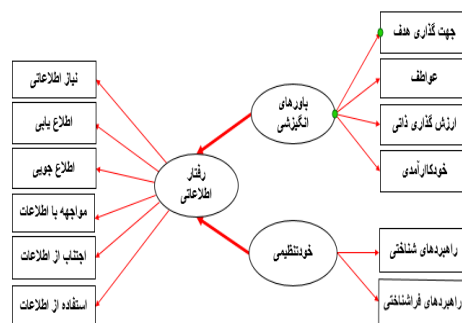 جهت گذاری هدف
عواطف
ارزش گذاری ذاتی
خودکاارآمدی
باورهای
انگیزشی
خودتنظیمی
راهبردهای شناختی
راهبردهای فراشناختی
رفتار
اطلاعاتی
نیاز اطلاعاتی
اطلاع یابی
اطلاع جویی
مواجهه با اطلاعات
اجتناب از اطلاعات
استفاده از اطلاعات